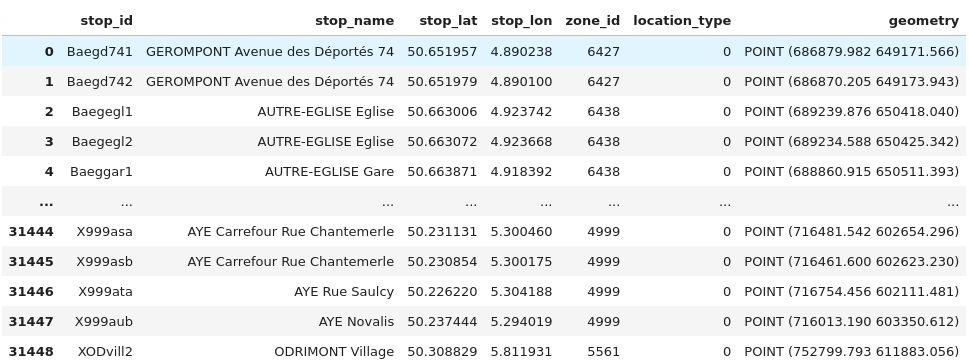 stop_id stop_name stop_lat stop_lon zone_id location_type geometry
0 Baegd741 GEROMPONT Avenue des Déportés 74 50.651957 4.890238 6427 0 POINT (686879.982 649171.566)
1 Baegd742 GEROMPONT Avenue des Déportés 74 50.651979 4.890100 6427 0 POINT (686870.205 649173.943)
2 Baegegl1 AUTRE-EGLISE Eglise 50.663006 4.923742 6438 0 POINT (689239.876 650418.040)
3 Baegegl2 AUTRE-EGLISE Eglise 50.663072 4.923668 6438 0 POINT (689234.588 650425.342)
4 Baeggar1 AUTRE-EGLISE Gare 50.663871 4.918392 6438 0 POINT (688860.915 650511.393)
... ... ... ... ... ... ... ...
31444 X999asa AYE Carrefour Rue Chantemerle 50.231131 5.300460 4999 0 POINT (716481.542 602654.296)
31445 X999asb AYE Carrefour Rue Chantemerle 50.230854 5.300175 4999 0 POINT (716461.600 602623.230)
31446 X999ata AYE Rue Saulcy 50.226220 5.304188 4999 0 POINT (716754.456 602111.481)
31447 X999aub AYE Novalis 50.237444 5.294019 4999 0 POINT (716013.190 603350.612)
31448 XODvill2 ODRIMONT Village 50.308829 5.811931 5561 0 POINT (752799.793 611883.056)